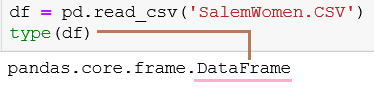 df = pd.read_csv('SalemWomen.CSV')
type(df)
pandas.core.frame.DataFrame